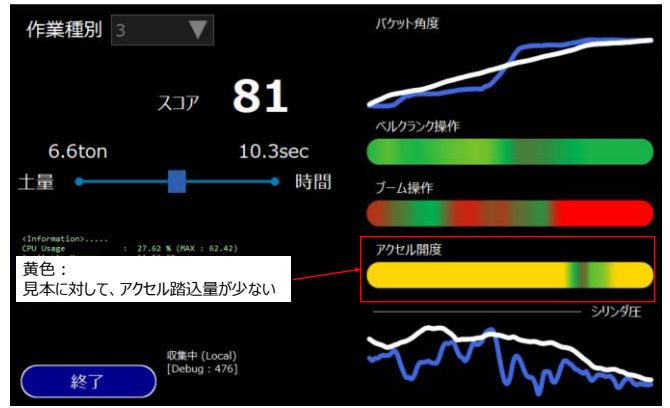 作業種別 3
スコア 81
6.6ton 10.3sec
土量 時間
<Information>.....
CPU Usage : 27.62 % (MAX : 62.42)
黄色：
見本に対して、アクセル踏込量が少ない
収集中 (Local)
[Debug : 476]
終了
バケット角度
ベルクランク操作
ブーム操作
アクセル開度
シリンダ圧